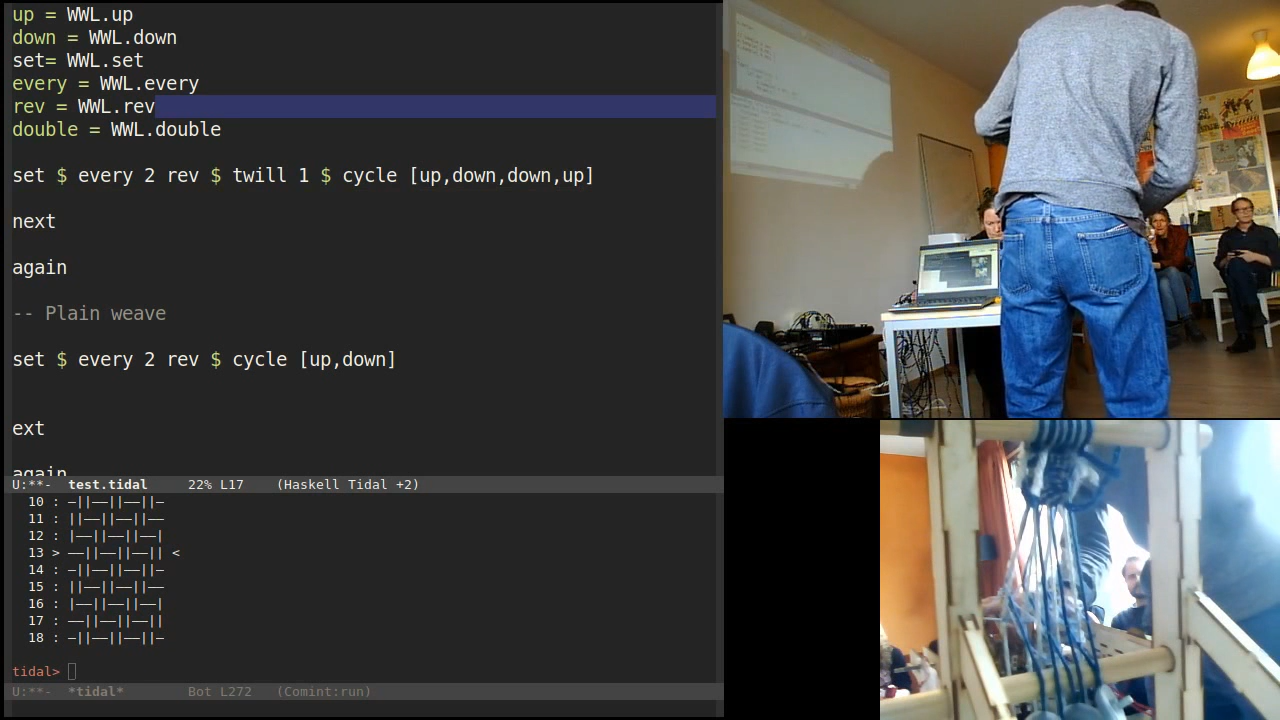 up = WWL.up
down = WWL.down
set= WWL.set
every = WWL.every
rev = WWL.rev
double = WWL.double
set $ every 2 rev $ twill 1 $ cycle [up,down,down,up]
next
again
-- Plain weave
set $ every 2 rev $ cycle [up,down]
ext
again
U:**- test.tidal 22% L17 (Haskell Tidal +2)
10 : —||——||——||—
11 : ||——||——||——
12 : |——||——||——|
13 > ——||——||——|| <
14 : —||——||——||—
15 : ||——||——||——
16 : |——||——||——|
17 : ——||——||——||
18 : —||——||——||—
tidal>
U:**- *tidal* Bot L272 (Comint:run)